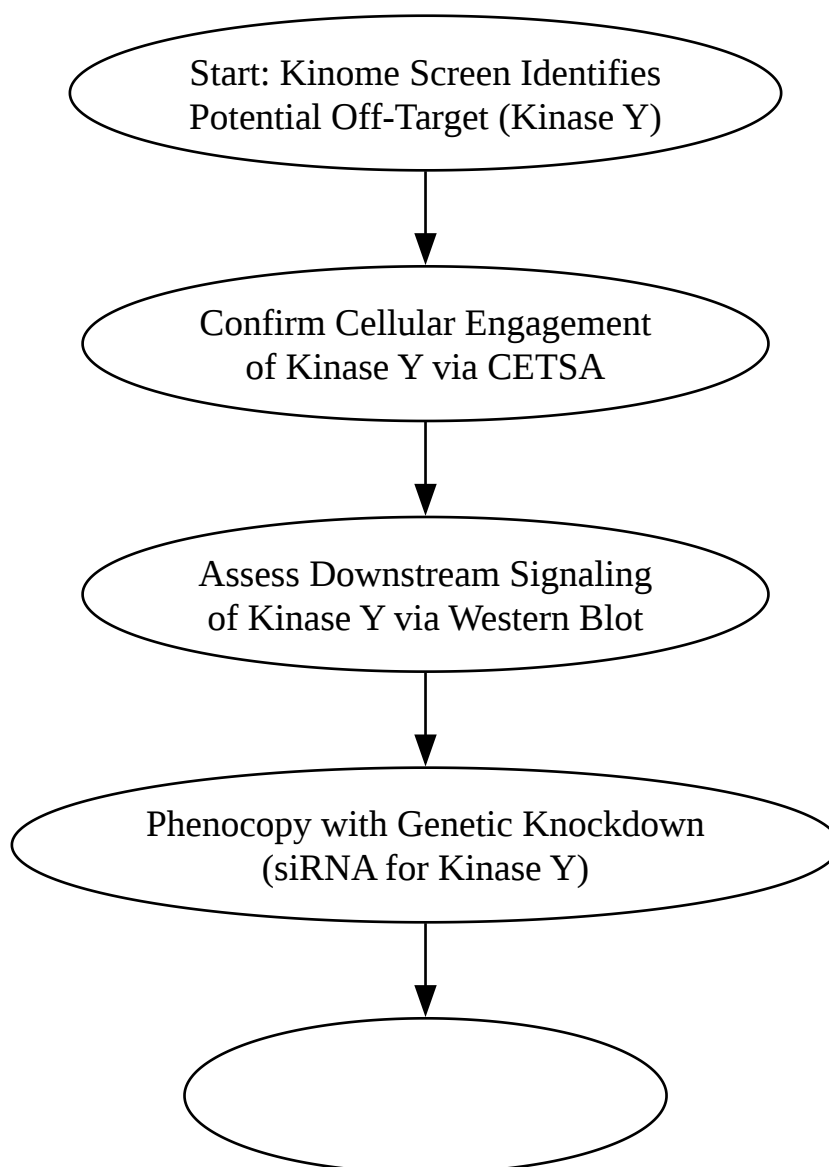 Start: Kinome Screen Identifies
Potential Off-Target (Kinase Y)
Confirm Cellular Engagement
of Kinase Y via CETSA
Assess Downstream Signaling
of Kinase Y via Western Blot
Phenocopy with Genetic Knockdown
(siRNA for Kinase Y)